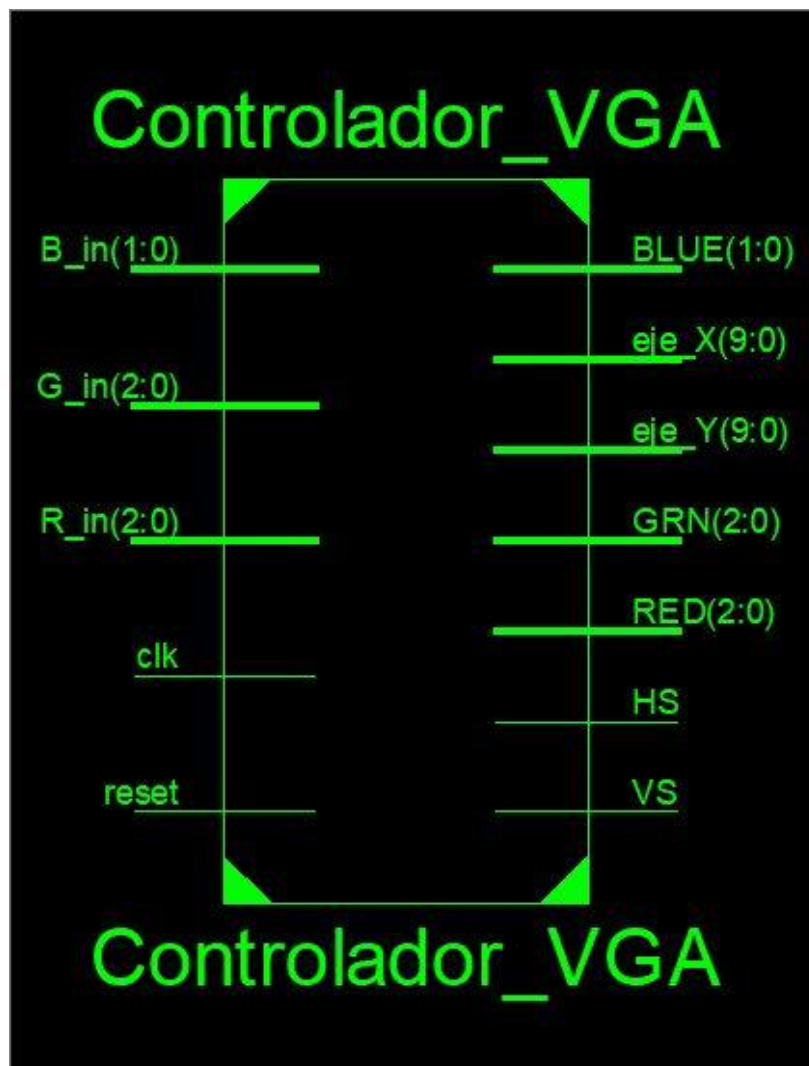 Controlador_VGA
B_in(1:0)
BLUE(1:0)
eje_X(9:0)
G_in(2:0)
eje_Y(9:0)
R_in(2:0)
GRN(2:0)
RED(2:0)
clk
HS
reset
VS
Controlador_VGA